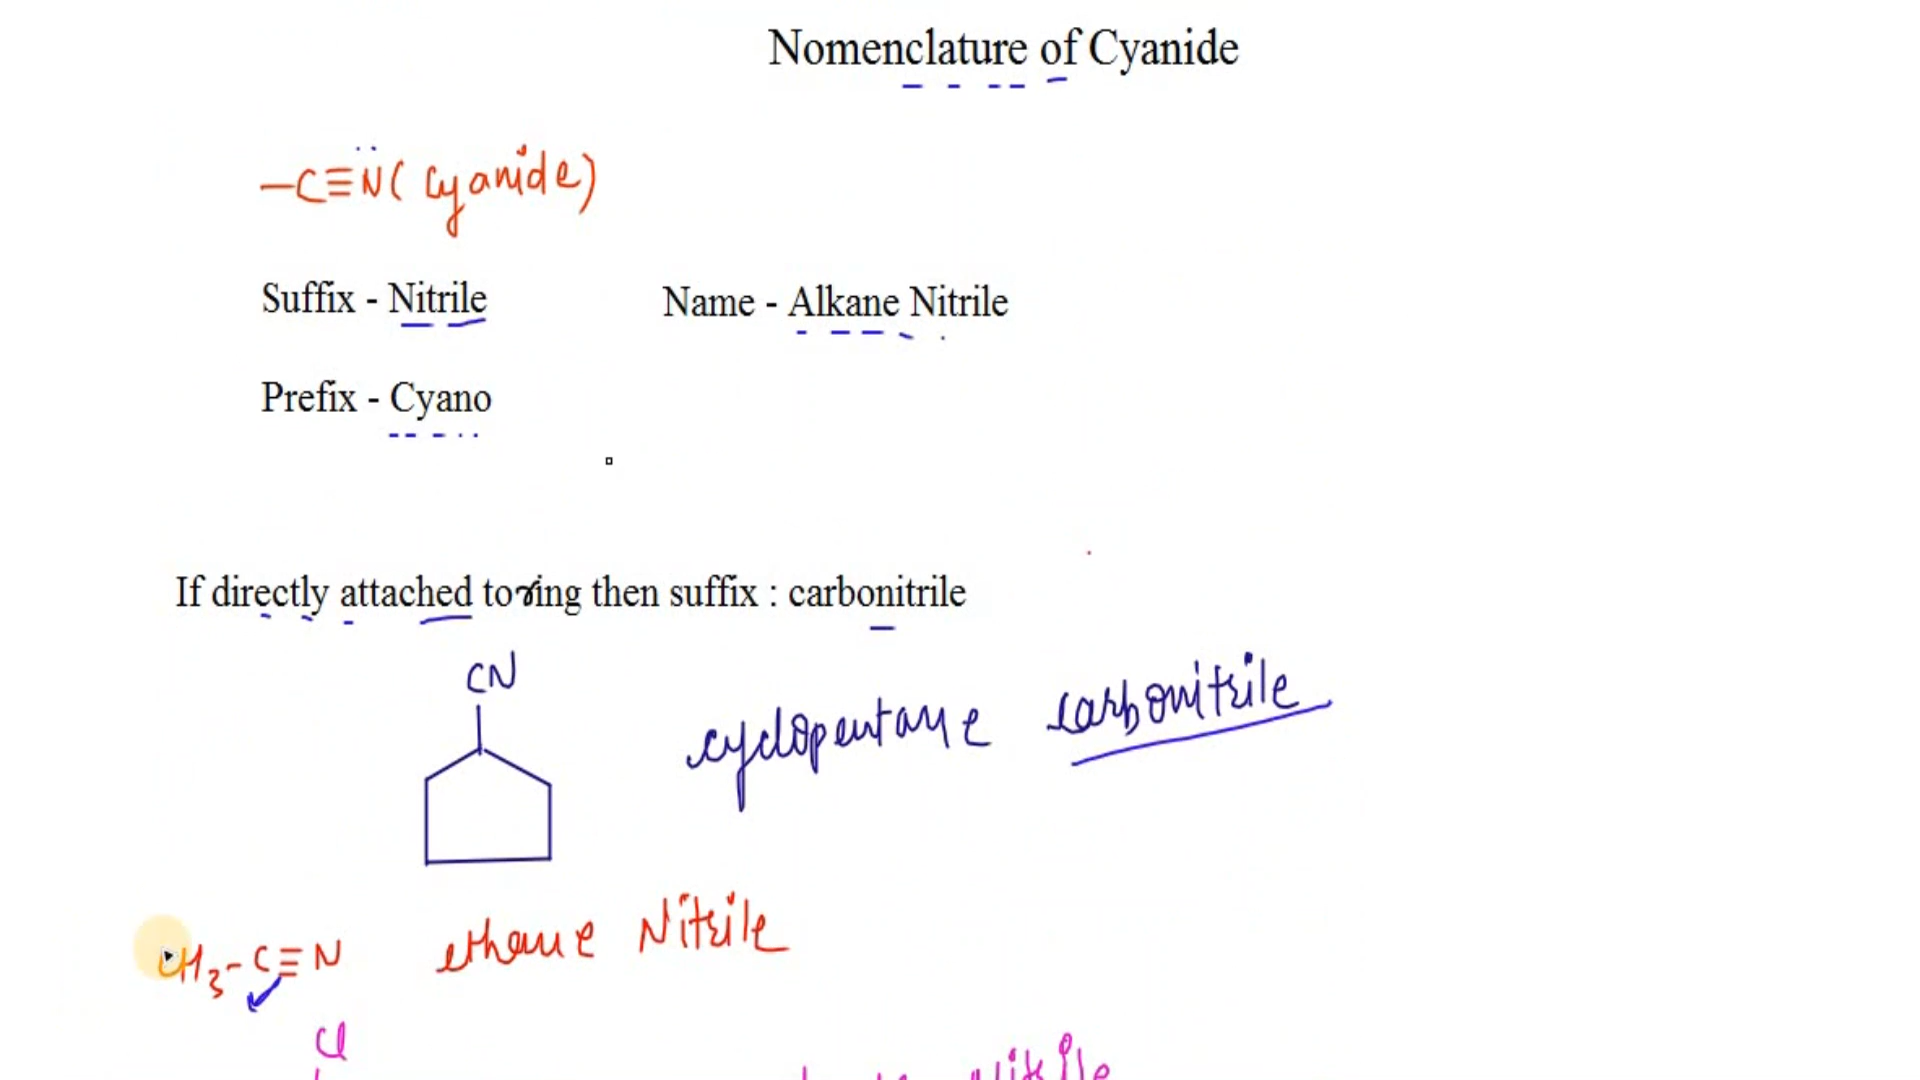 Nomenclature of Cyanide
–C≡N̈ (Cyanide)
Suffix - Nitrile Name - Alkane Nitrile
Prefix - Cyano
If directly attached to ring then suffix : carbonitrile
CN
cyclopentane carbonitrile
CH₃–C≡N ethane Nitrile
Cl
nitrile